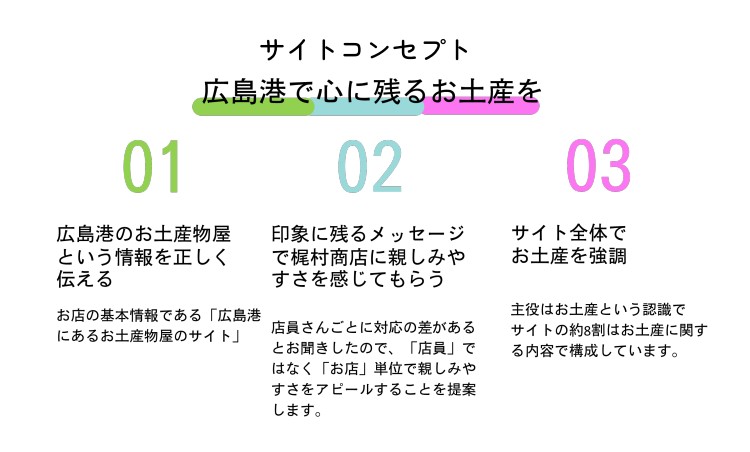 サイトコンセプト
広島港で心に残るお土産を
01
広島港のお土産物屋
という情報を正しく
伝える
お店の基本情報である「広島港
にあるお土産物屋のサイト」
02
印象に残るメッセージ
で梶村商店に親しみや
すさを感じてもらう
店員さんごとに対応の差がある
とお聞きしたので、「店員」で
はなく「お店」単位で親しみや
すさをアピールすることを提案
します。
03
サイト全体で
お土産を強調
主役はお土産という認識で
サイトの約8割はお土産に関す
る内容で構成しています。